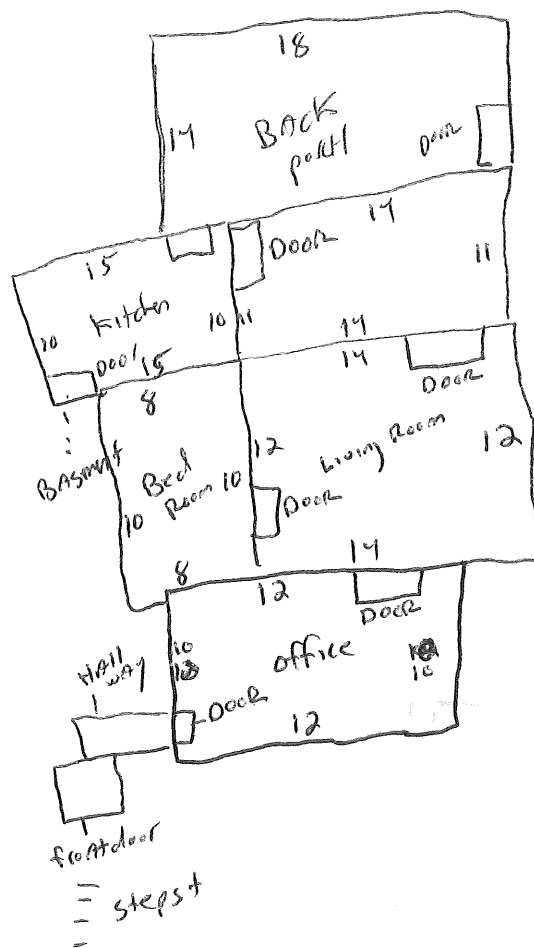 18
14
BACK
porth
DOOR
14
15
DOOR
11
Kitchen
10
10
11
14
DOOr
15
14
8
DOOR
BASmnt
Bed
Room
12
Living Room
12
10
10
DOOR
14
8
12
DOOR
10
office
10
HAll
WAY
DOOR
12
frontdoor
steps